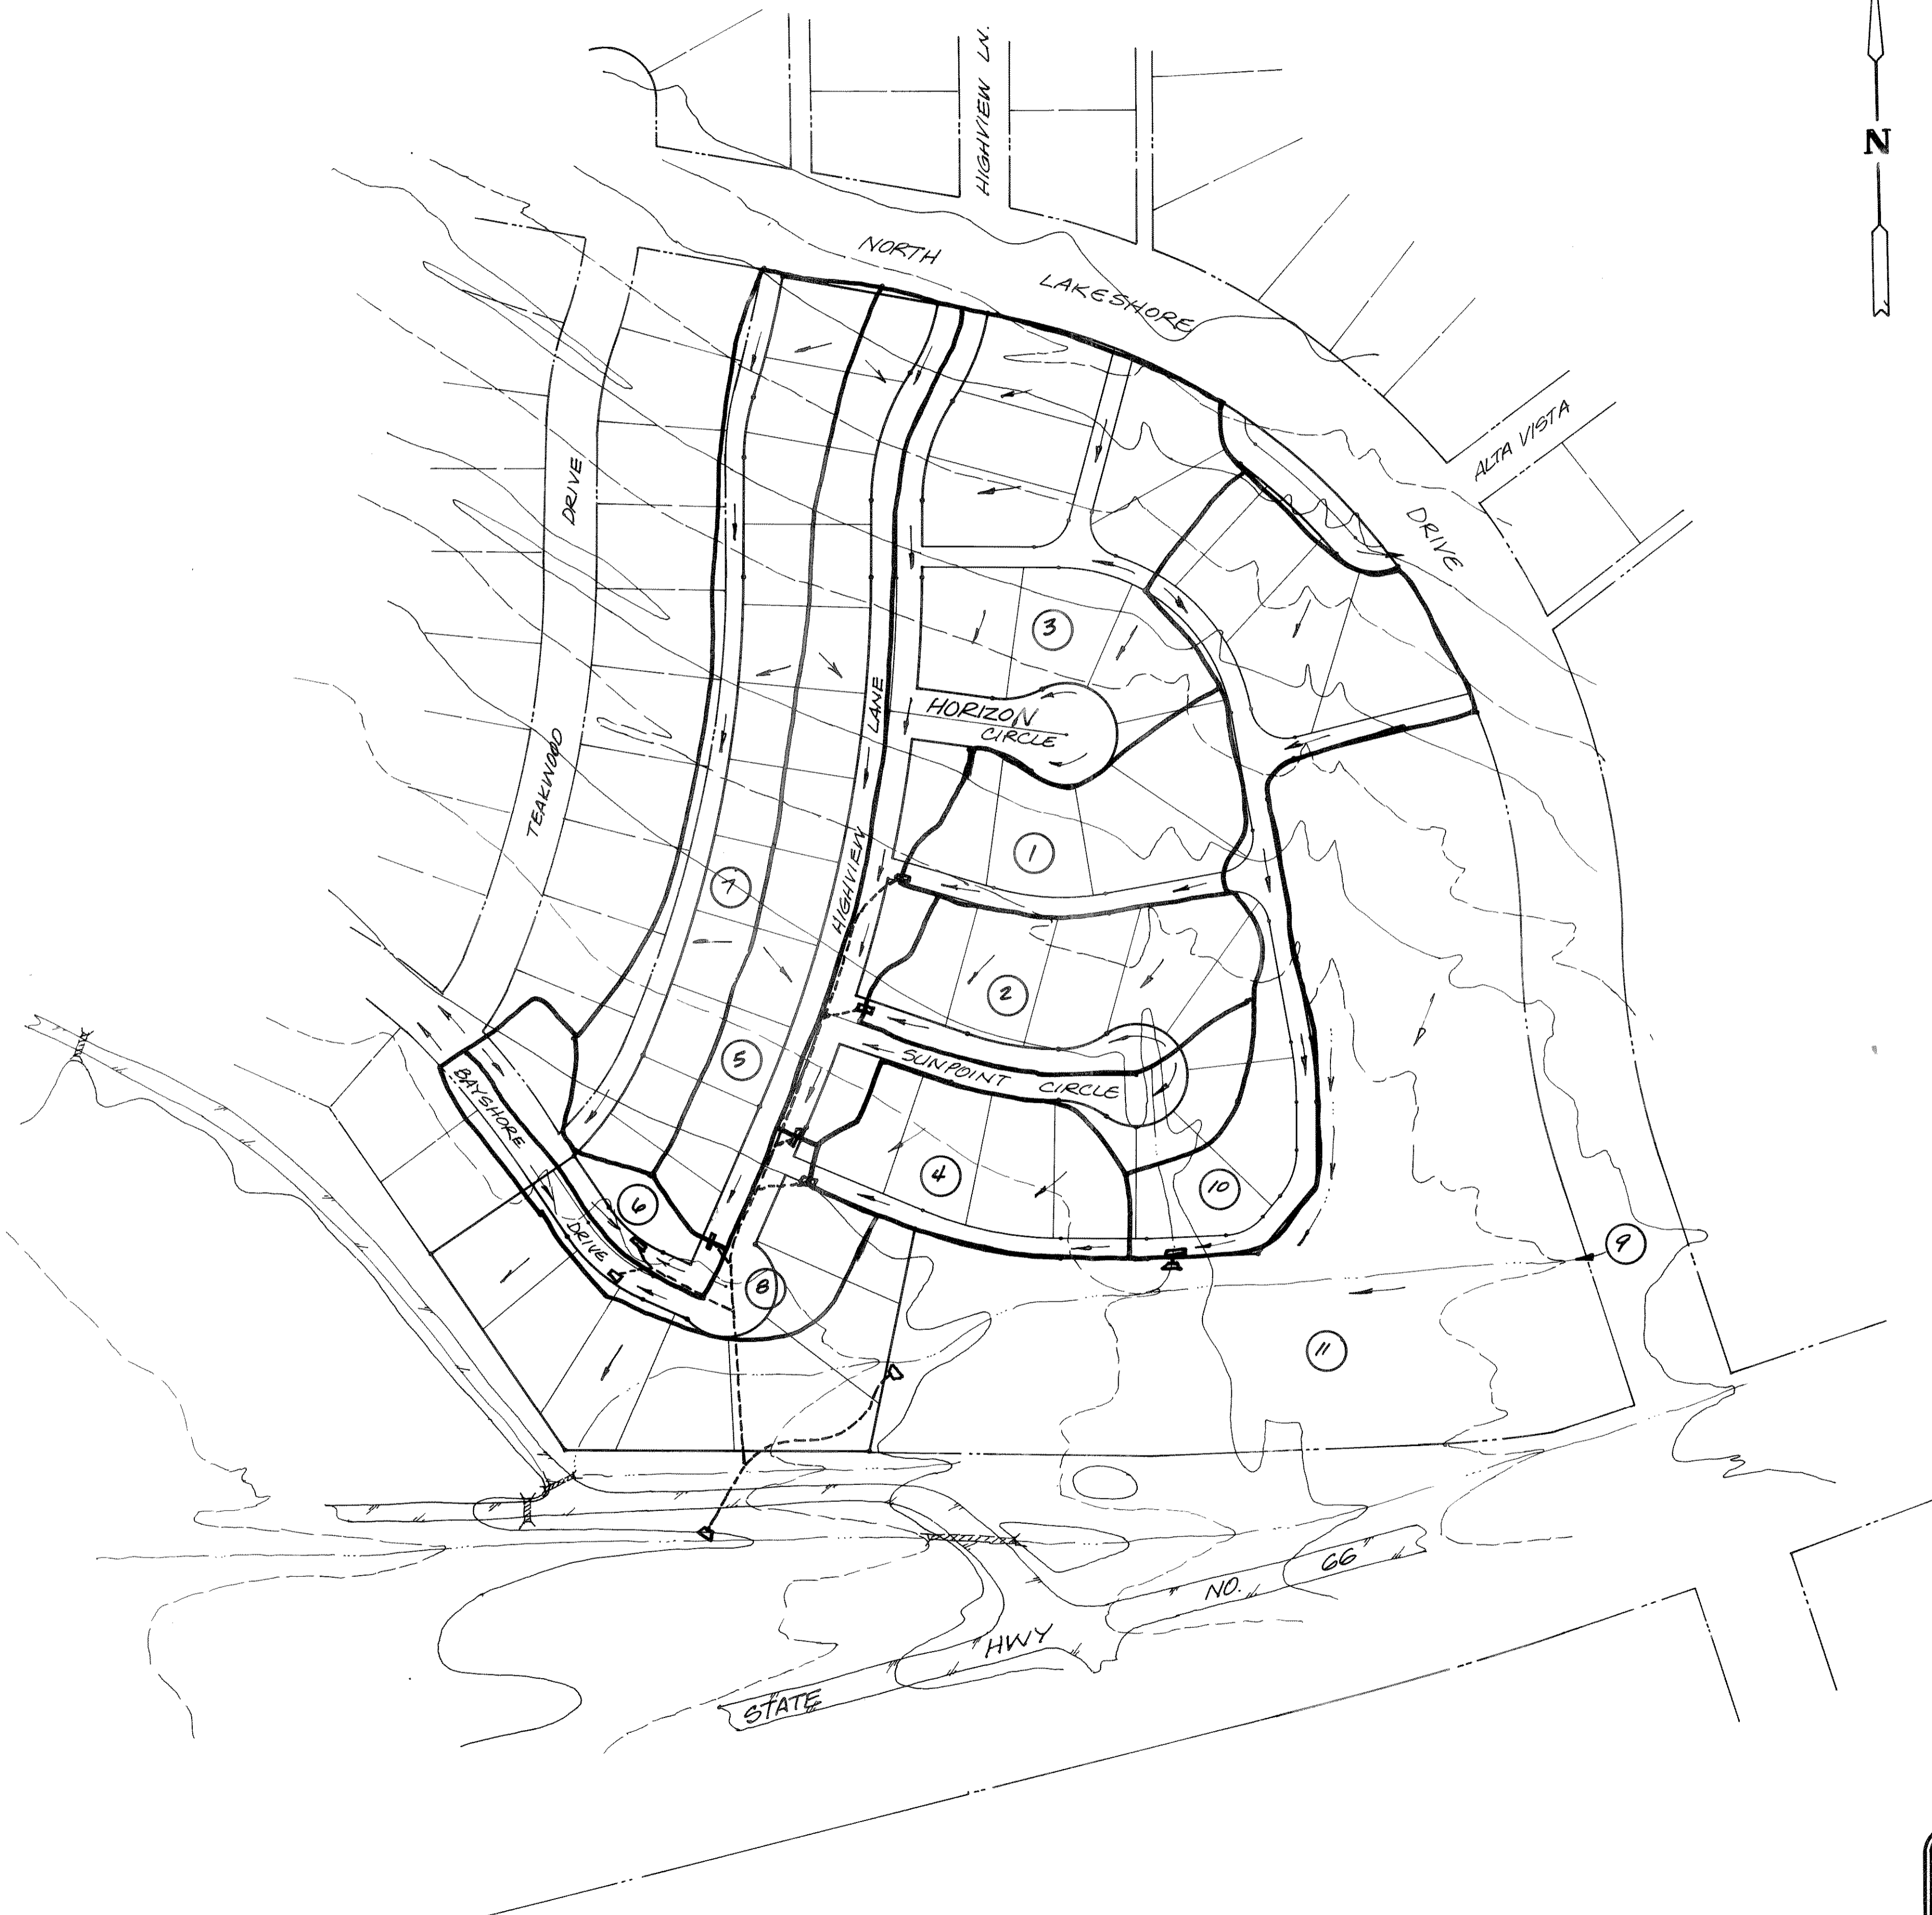 HIGHVIEW LN.
N
NORTH
LAKESHORE
DRIVE
ALTA VISTA
DRIVE
TEAKWOOD
3
HORIZON
CIRCLE
LANE
HIGHVIEW
1
7
2
5
SUNPOINT CIRCLE
BAYSHORE
DRIVE
6
4
10
8
9
11
STATE
HWY
NO.
66